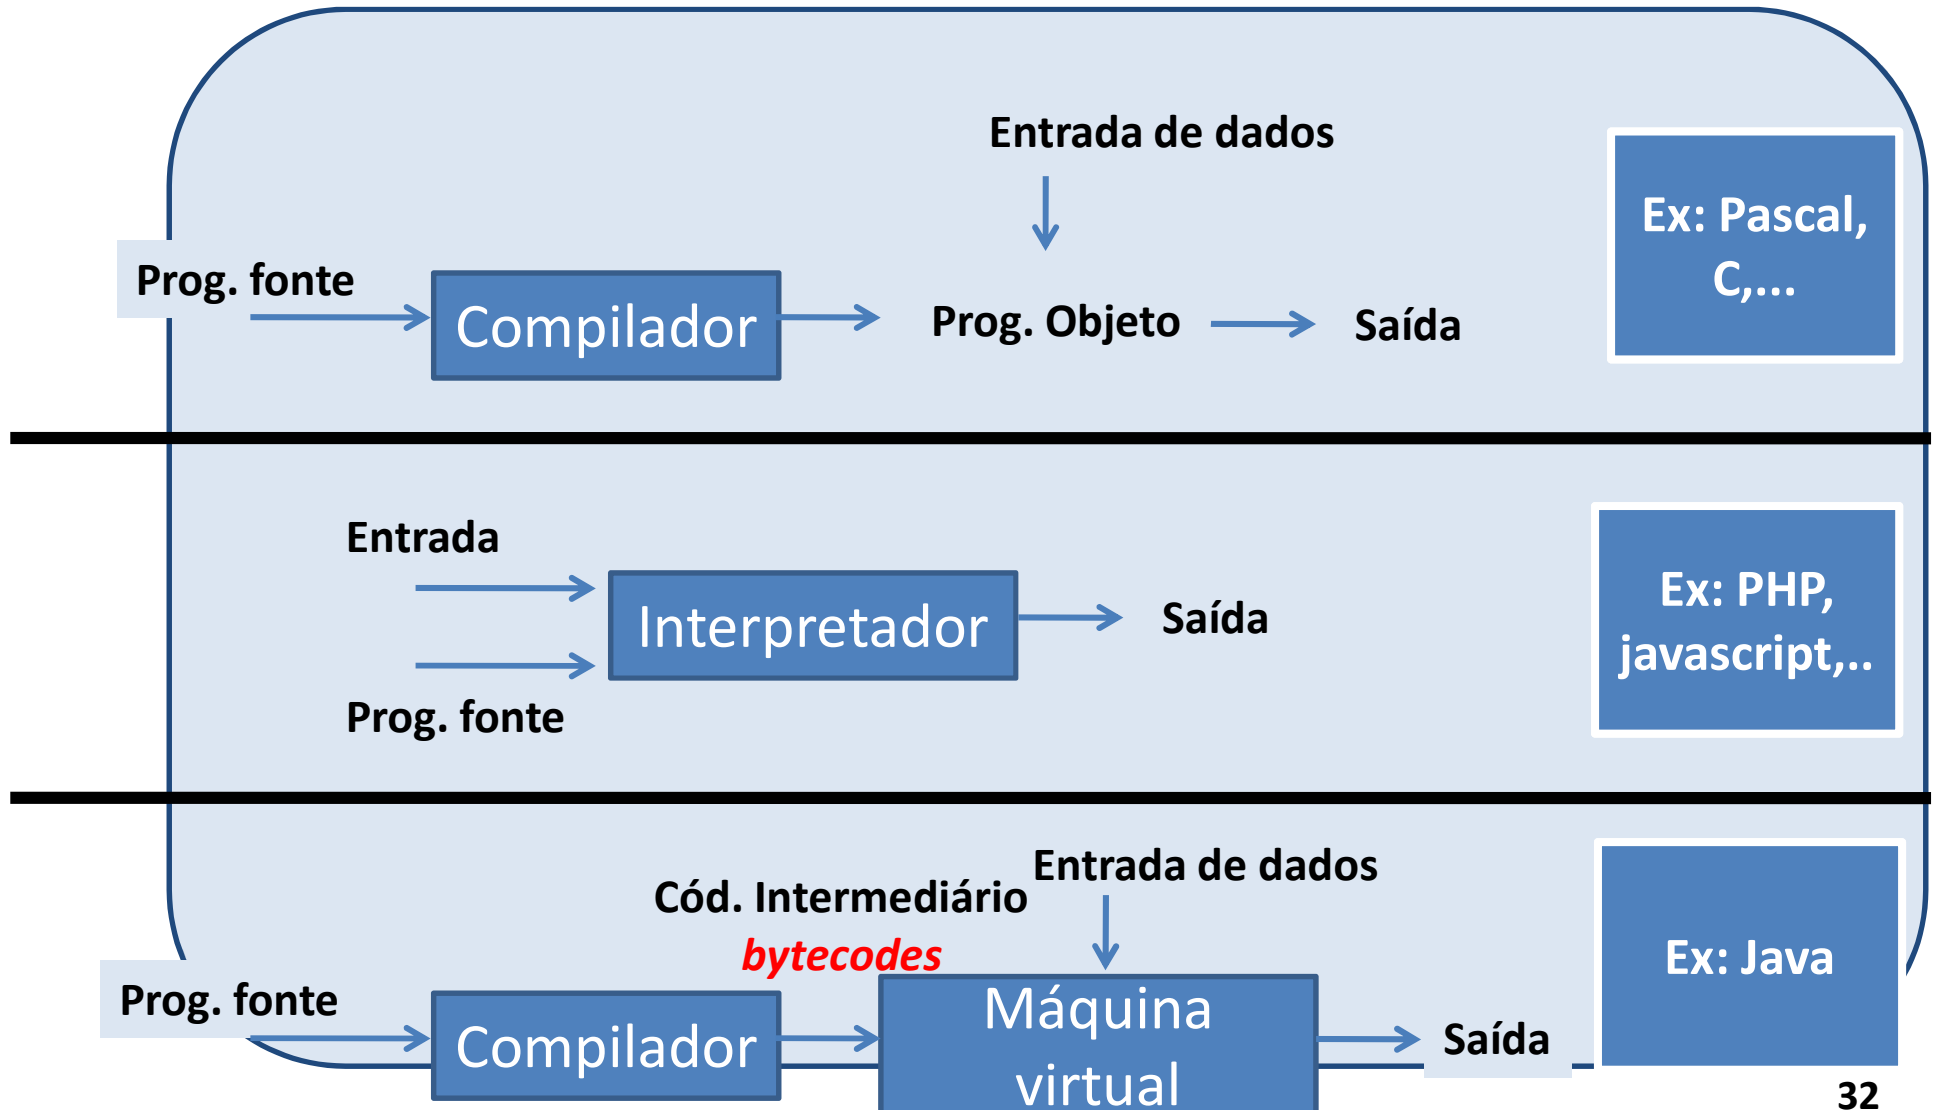 Entrada de dados
Prog. fonte
Compilador
Prog. Objeto
Saída
Ex: Pascal,
C,...
Entrada
Prog. fonte
Interpretador
Saída
Ex: PHP,
javascript,..
Entrada de dados
Cód. Intermediário
bytecodes
Prog. fonte
Compilador
Máquina
virtual
Saída
Ex: Java
32